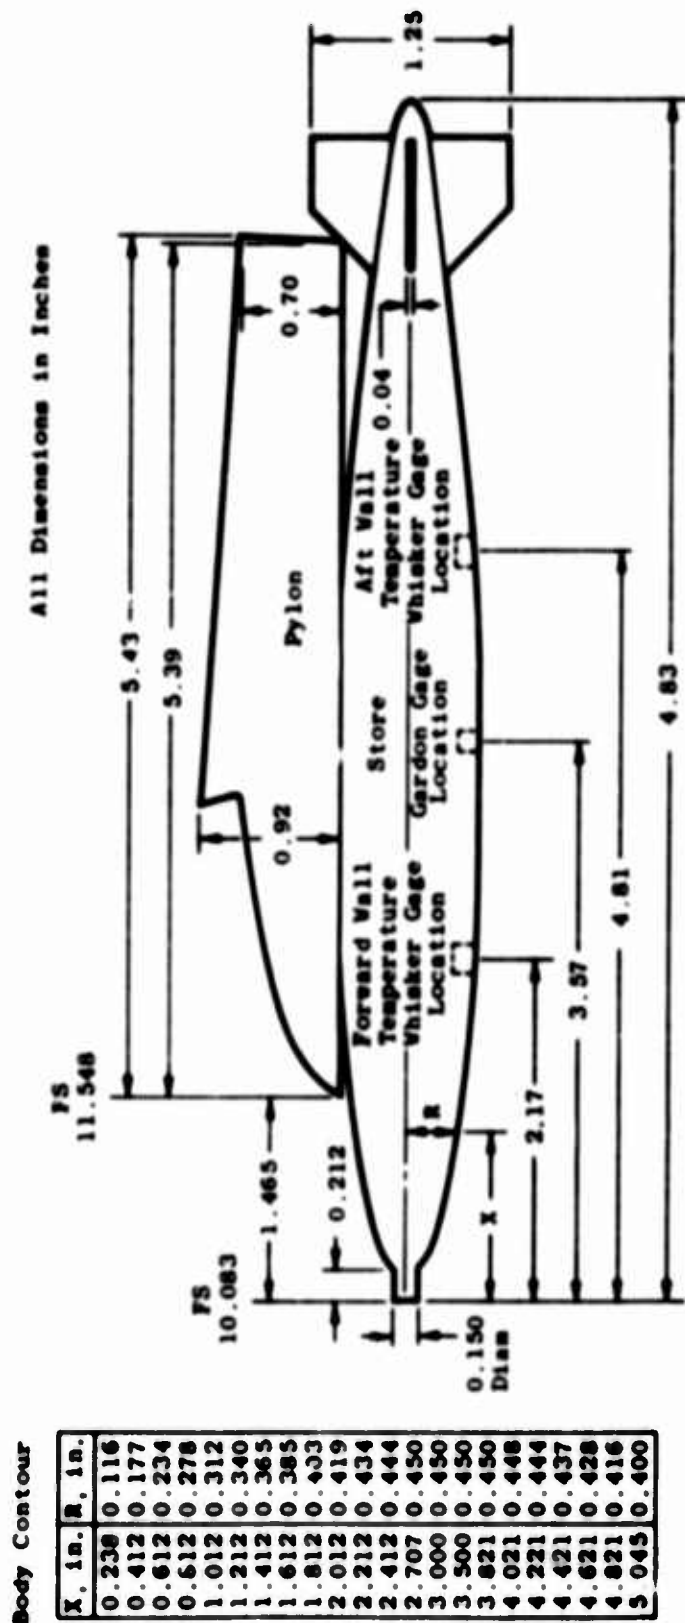 All Dimensions in Inches
FS
11.548
5.43
5.39
1.465
0.92
0.70
Pylon
FS
10.083
0.212
1.25
Store
Forward Wall
Temperature
Whisker Gage
Location
Gardon Gage
Location
Aft Wall
Temperature
Whisker Gage
Location
0.04
R
0.150
Diam
X
2.17
3.57
4.81
4.83
Body Contour
X, in. R, in.
0.238 0.116
0.412 0.177
0.612 0.234
0.812 0.278
1.012 0.312
1.212 0.340
1.412 0.365
1.612 0.385
1.812 0.403
2.012 0.419
2.212 0.434
2.412 0.444
2.707 0.450
3.000 0.450
3.500 0.450
3.821 0.450
4.021 0.448
4.221 0.444
4.421 0.437
4.621 0.428
4.821 0.416
5.045 0.400